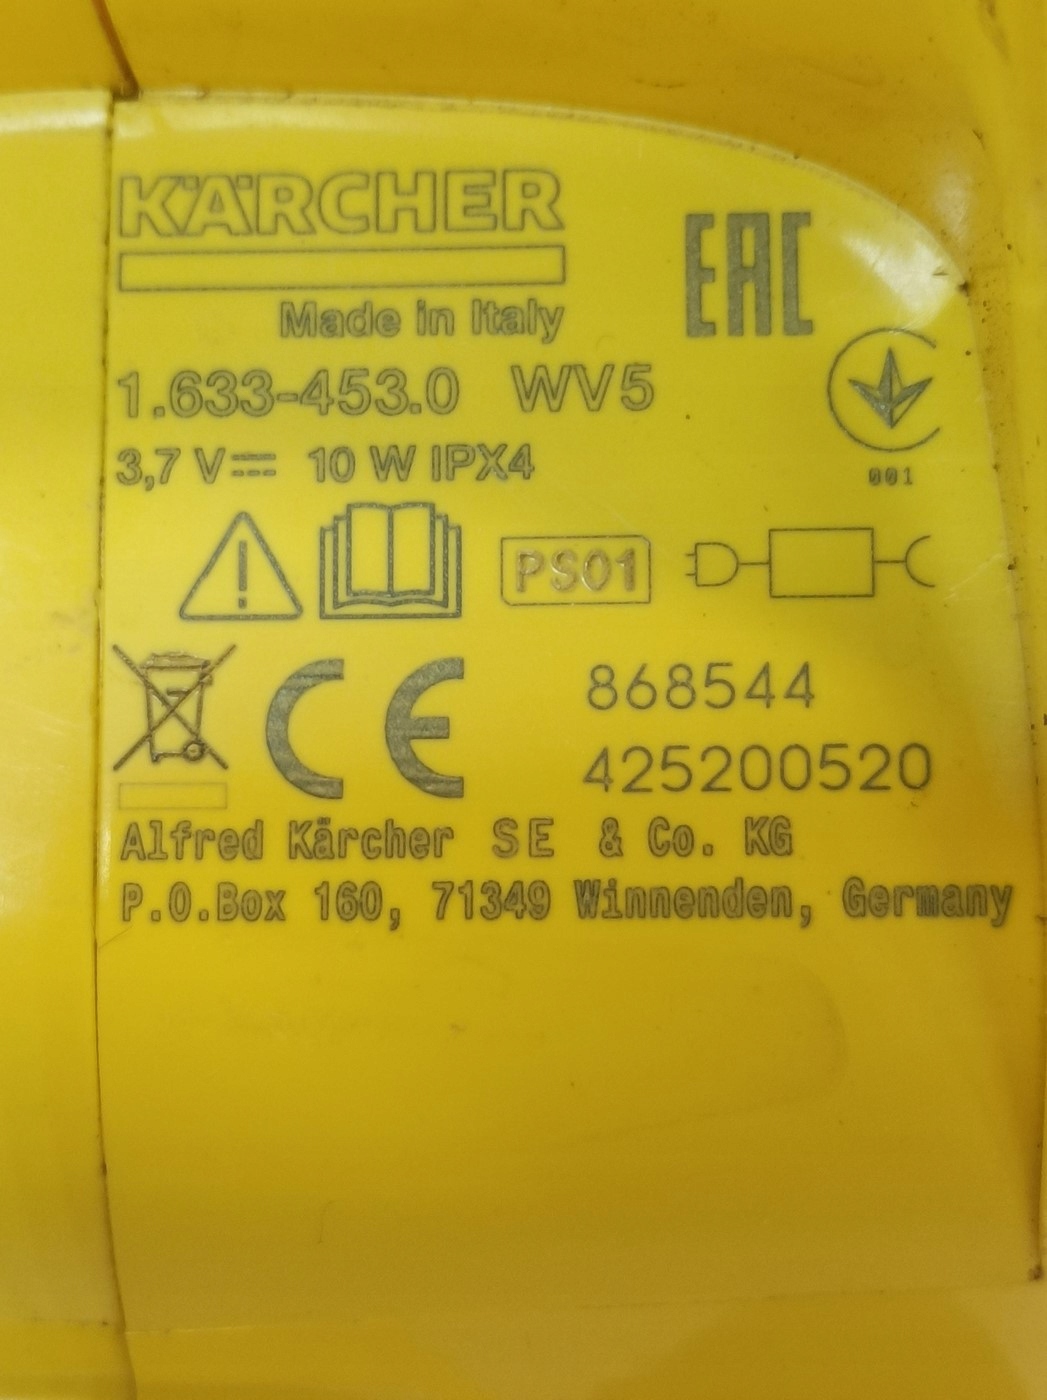 KÄRCHER
EAC
Made in Italy
1.633-453.0 WV5
001
3,7 V⎓ 10 W IPX4
PS01
CE
868544
425200520
Alfred Kärcher SE & Co. KG
P.O.Box 160, 71349 Winnenden, Germany